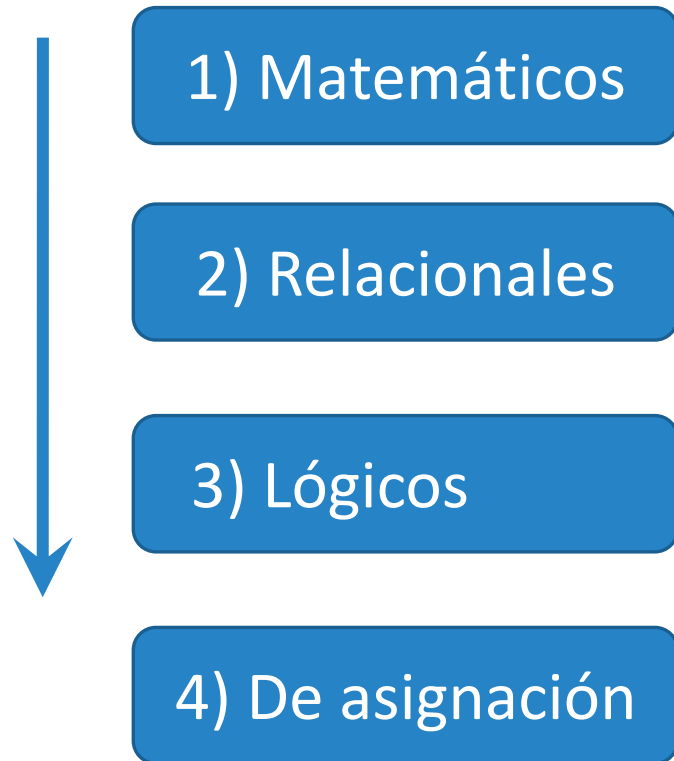 1) Matemáticos
2) Relacionales
3) Lógicos
4) De asignación